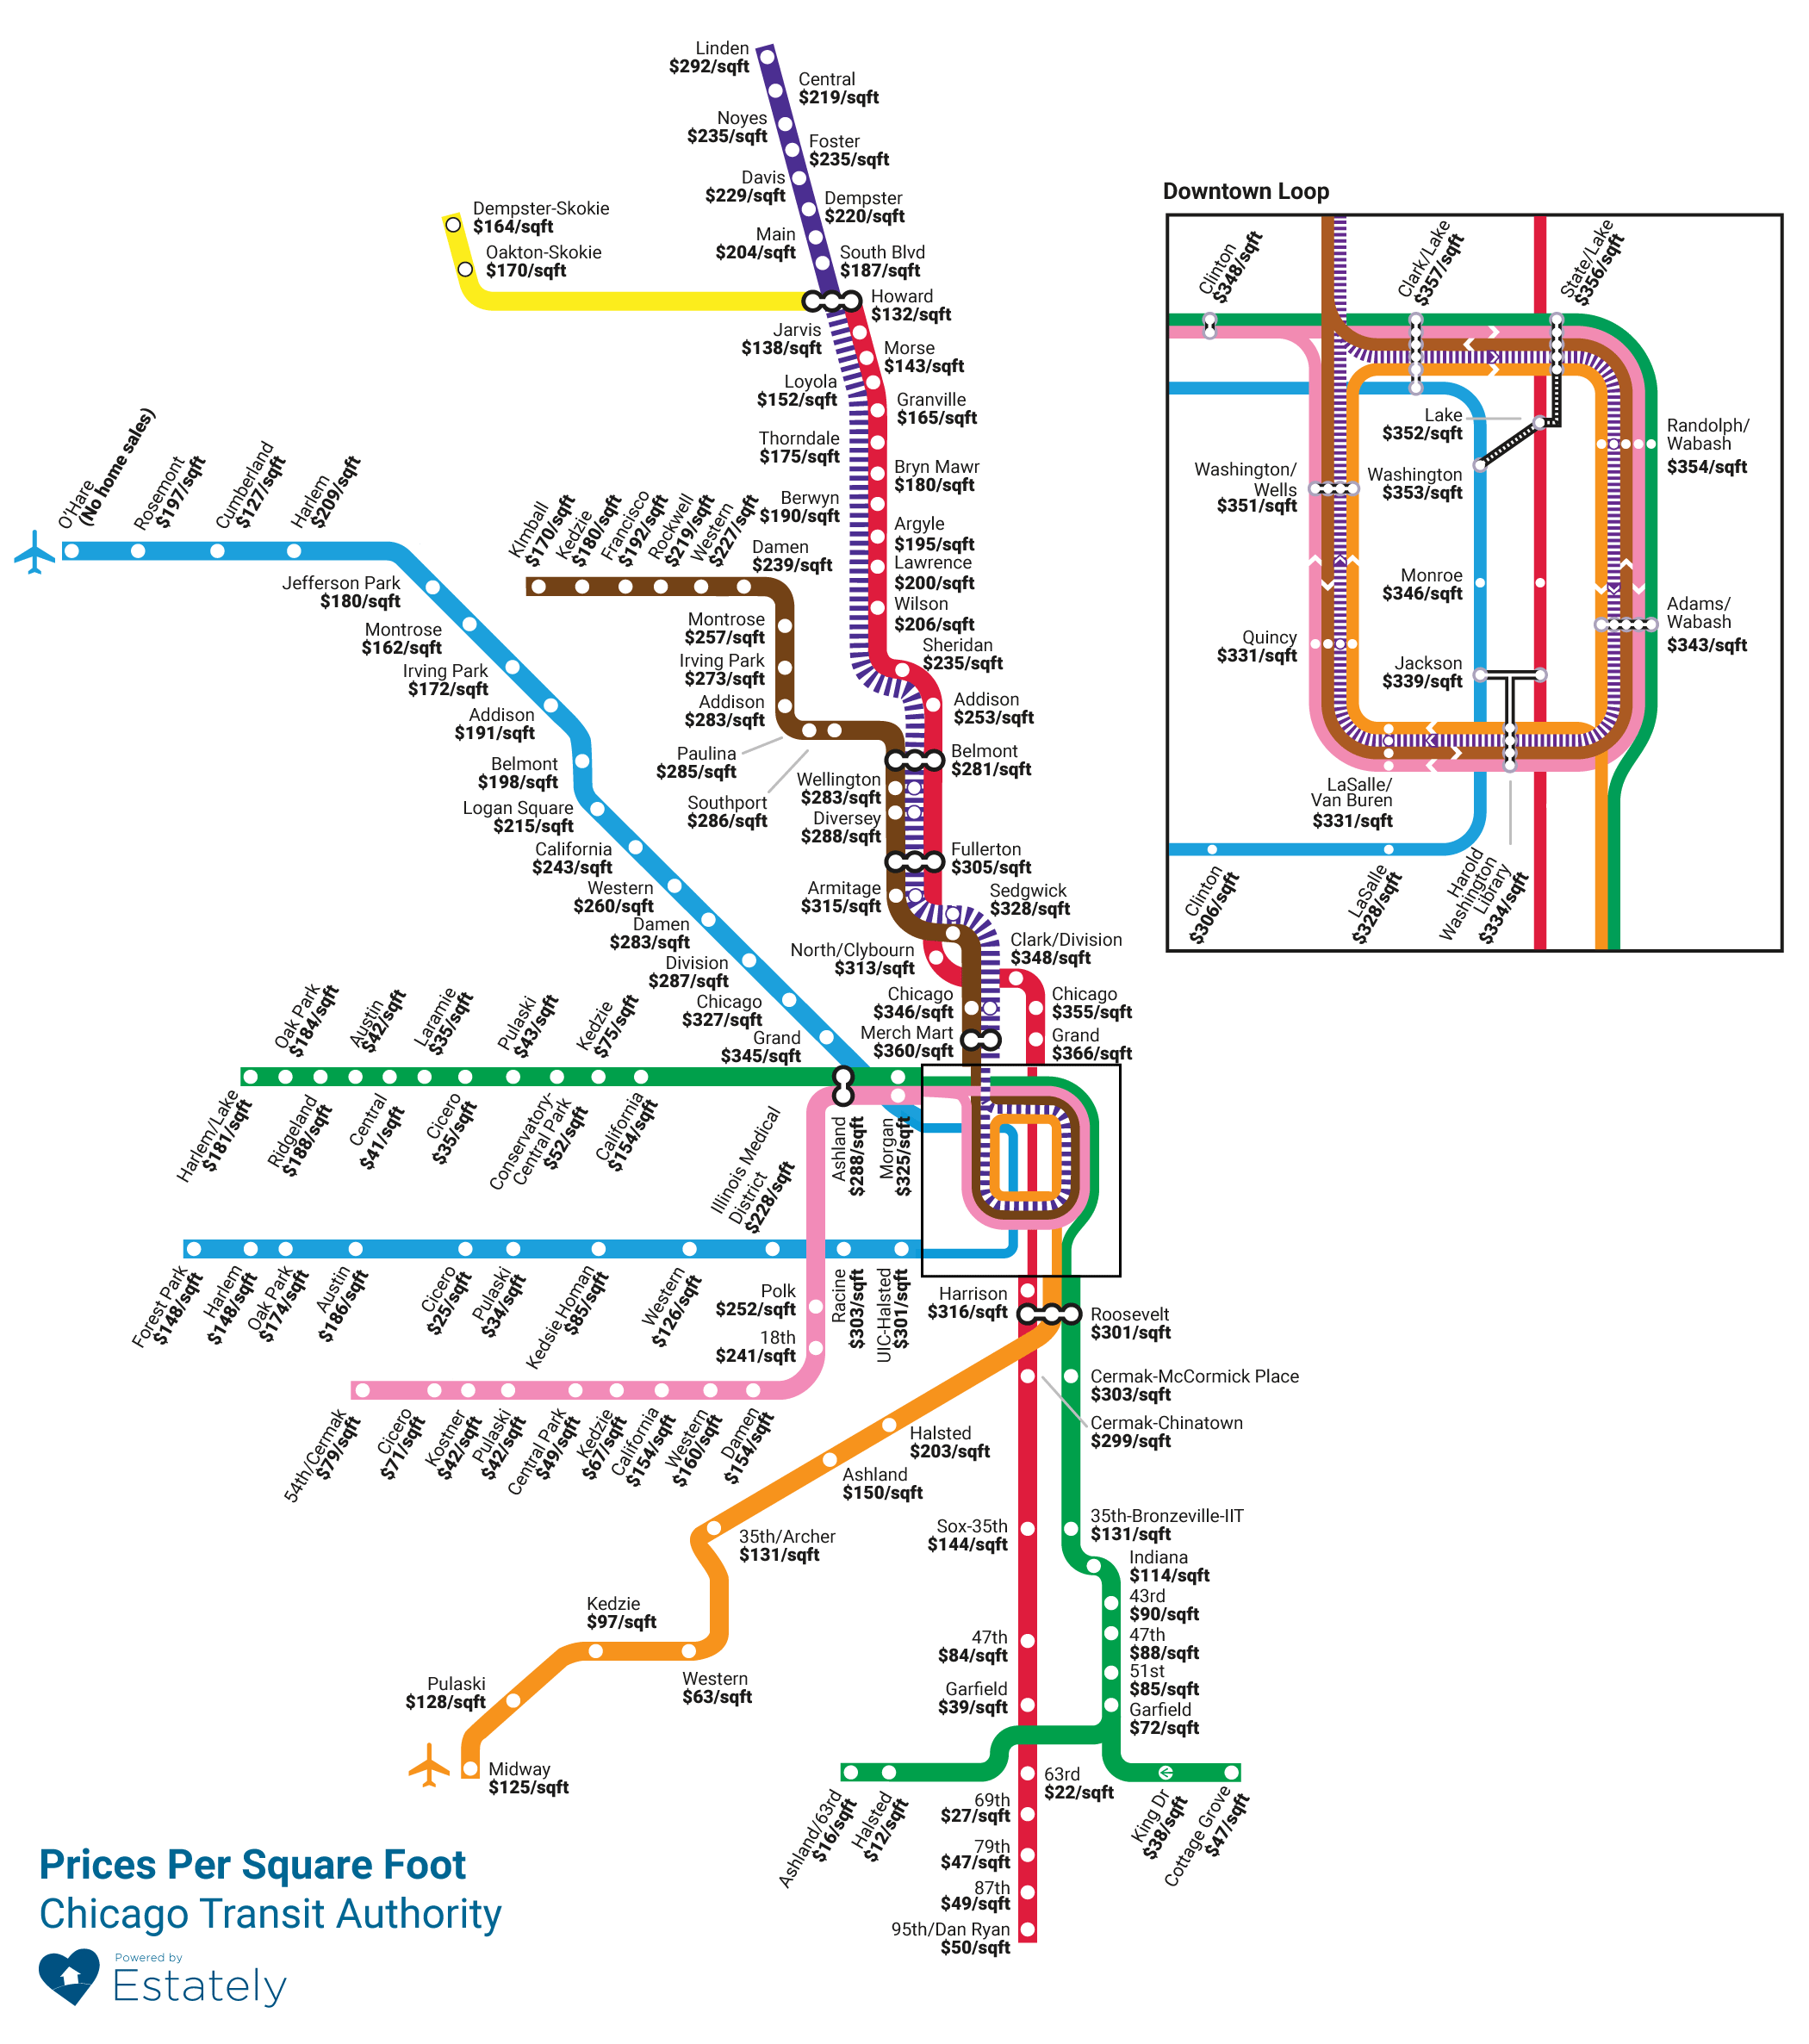 Linden
$292/sqft
Central
$219/sqft
Noyes
$235/sqft
Foster
$235/sqft
Davis
$229/sqft
Dempster
$220/sqft
Main
$204/sqft
South Blvd
$187/sqft
Dempster-Skokie
$164/sqft
Oakton-Skokie
$170/sqft
Howard
$132/sqft
Jarvis
$138/sqft
Morse
$143/sqft
Loyola
$152/sqft
Granville
$165/sqft
Thorndale
$175/sqft
Bryn Mawr
$180/sqft
Berwyn
$190/sqft
Argyle
$195/sqft
Lawrence
$200/sqft
Wilson
$206/sqft
Sheridan
$235/sqft
Addison
$253/sqft
Belmont
$281/sqft
Wellington
$283/sqft
Diversey
$288/sqft
Fullerton
$305/sqft
Armitage
$315/sqft
Sedgwick
$328/sqft
North/Clybourn
$313/sqft
Clark/Division
$348/sqft
Chicago
$346/sqft
Chicago
$355/sqft
Merch Mart
$360/sqft
Grand
$366/sqft
KImball
$170/sqft
Kedzie
$180/sqft
Francisco
$192/sqft
Rockwell
$219/sqft
Western
$227/sqft
Damen
$239/sqft
Montrose
$257/sqft
Irving Park
$273/sqft
Addison
$283/sqft
Paulina
$285/sqft
Southport
$286/sqft
O'Hare
(No home sales)
Rosemont
$197/sqft
Cumberland
$127/sqft
Harlem
$209/sqft
Jefferson Park
$180/sqft
Montrose
$162/sqft
Irving Park
$172/sqft
Addison
$191/sqft
Belmont
$198/sqft
Logan Square
$215/sqft
California
$243/sqft
Western
$260/sqft
Damen
$283/sqft
Division
$287/sqft
Chicago
$327/sqft
Grand
$345/sqft
Downtown Loop
Clinton
$348/sqft
Clark/Lake
$357/sqft
State/Lake
$356/sqft
Lake
$352/sqft
Randolph/
Wabash
$354/sqft
Washington/
Wells
$351/sqft
Washington
$353/sqft
Monroe
$346/sqft
Adams/
Wabash
$343/sqft
Quincy
$331/sqft
Jackson
$339/sqft
LaSalle/
Van Buren
$331/sqft
Clinton
$306/sqft
LaSalle
$328/sqft
Harold
Washington
Library
$334/sqft
Harlem/Lake
$181/sqft
Oak Park
$184/sqft
Ridgeland
$188/sqft
Austin
$42/sqft
Central
$41/sqft
Laramie
$35/sqft
Cicero
$35/sqft
Pulaski
$43/sqft
Conservatory-
Central Park
$52/sqft
Kedzie
$75/sqft
California
$154/sqft
Ashland
$288/sqft
Morgan
$325/sqft
Illinois Medical
District
$228/sqft
Forest Park
$148/sqft
Harlem
$148/sqft
Oak Park
$174/sqft
Austin
$186/sqft
Cicero
$25/sqft
Pulaski
$34/sqft
Kedsie Homan
$85/sqft
Western
$126/sqft
Racine
$303/sqft
UIC-Halsted
$301/sqft
Polk
$252/sqft
18th
$241/sqft
54th/Cermak
$79/sqft
Cicero
$71/sqft
Kostner
$42/sqft
Pulaski
$42/sqft
Central Park
$49/sqft
Kedzie
$67/sqft
California
$154/sqft
Western
$160/sqft
Damen
$154/sqft
Harrison
$316/sqft
Roosevelt
$301/sqft
Cermak-McCormick Place
$303/sqft
Cermak-Chinatown
$299/sqft
Halsted
$203/sqft
Ashland
$150/sqft
35th/Archer
$131/sqft
Kedzie
$97/sqft
Western
$63/sqft
Pulaski
$128/sqft
Midway
$125/sqft
Sox-35th
$144/sqft
35th-Bronzeville-IIT
$131/sqft
Indiana
$114/sqft
43rd
$90/sqft
47th
$84/sqft
47th
$88/sqft
51st
$85/sqft
Garfield
$39/sqft
Garfield
$72/sqft
63rd
$22/sqft
69th
$27/sqft
79th
$47/sqft
87th
$49/sqft
95th/Dan Ryan
$50/sqft
Ashland/63rd
$16/sqft
Halsted
$12/sqft
King Dr
$38/sqft
Cottage Grove
$47/sqft
Prices Per Square Foot
Chicago Transit Authority
Powered by
Estately